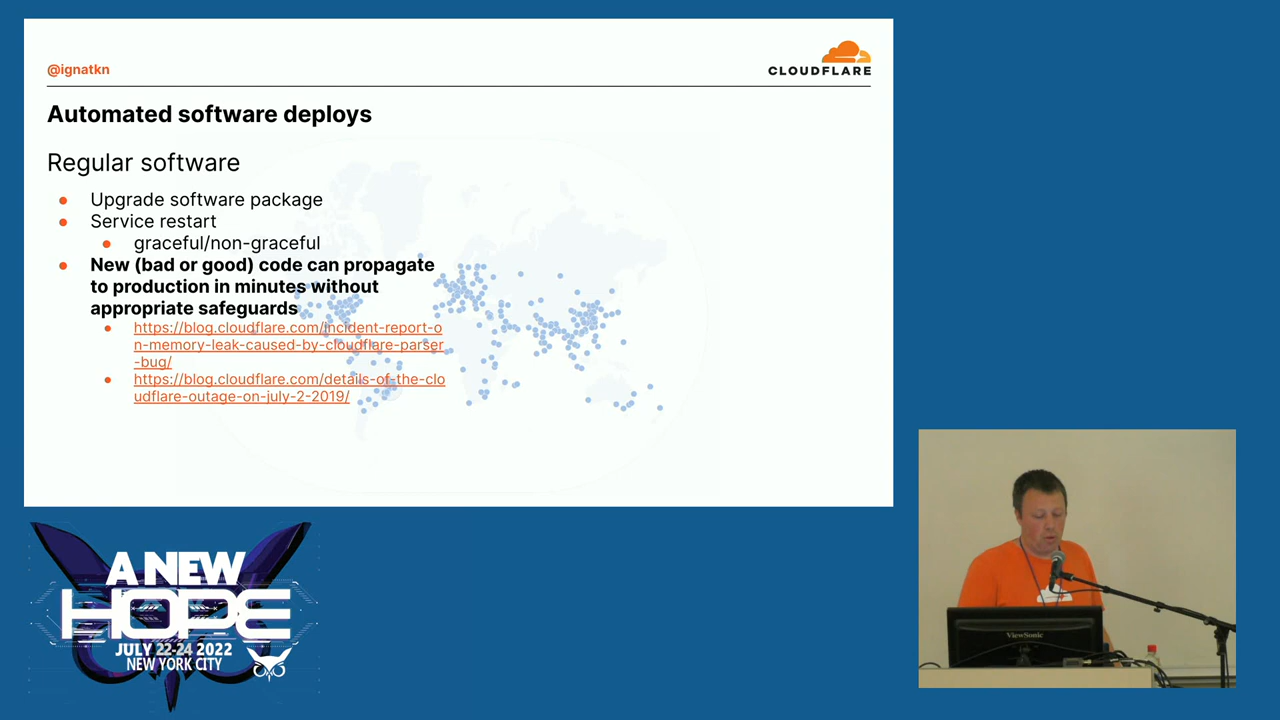 @ignatkn
CLOUDFLARE
Automated software deploys
Regular software
● Upgrade software package
● Service restart
● graceful/non-graceful
● New (bad or good) code can propagate
to production in minutes without
appropriate safeguards
● https://blog.cloudflare.com/incident-report-o
n-memory-leak-caused-by-cloudflare-parser
-bug/
● https://blog.cloudflare.com/details-of-the-clo
udflare-outage-on-july-2-2019/
A NEW
HOPE
JULY 22-24 2022
NEW YORK CITY
ViewSonic